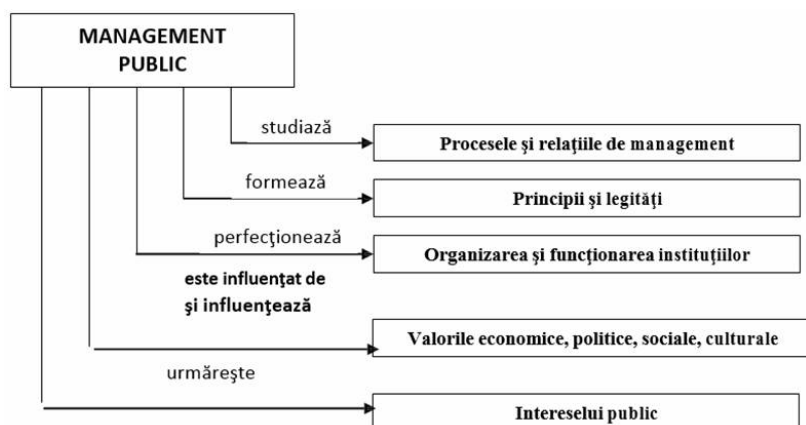 MANAGEMENT
PUBLIC
studiază
Procesele şi relaţiile de management
formează
Principii şi legităţi
perfecţionează
Organizarea şi funcţionarea instituţiilor
este influenţat de
şi influenţează
Valorile economice, politice, sociale, culturale
urmăreşte
Intereselui public